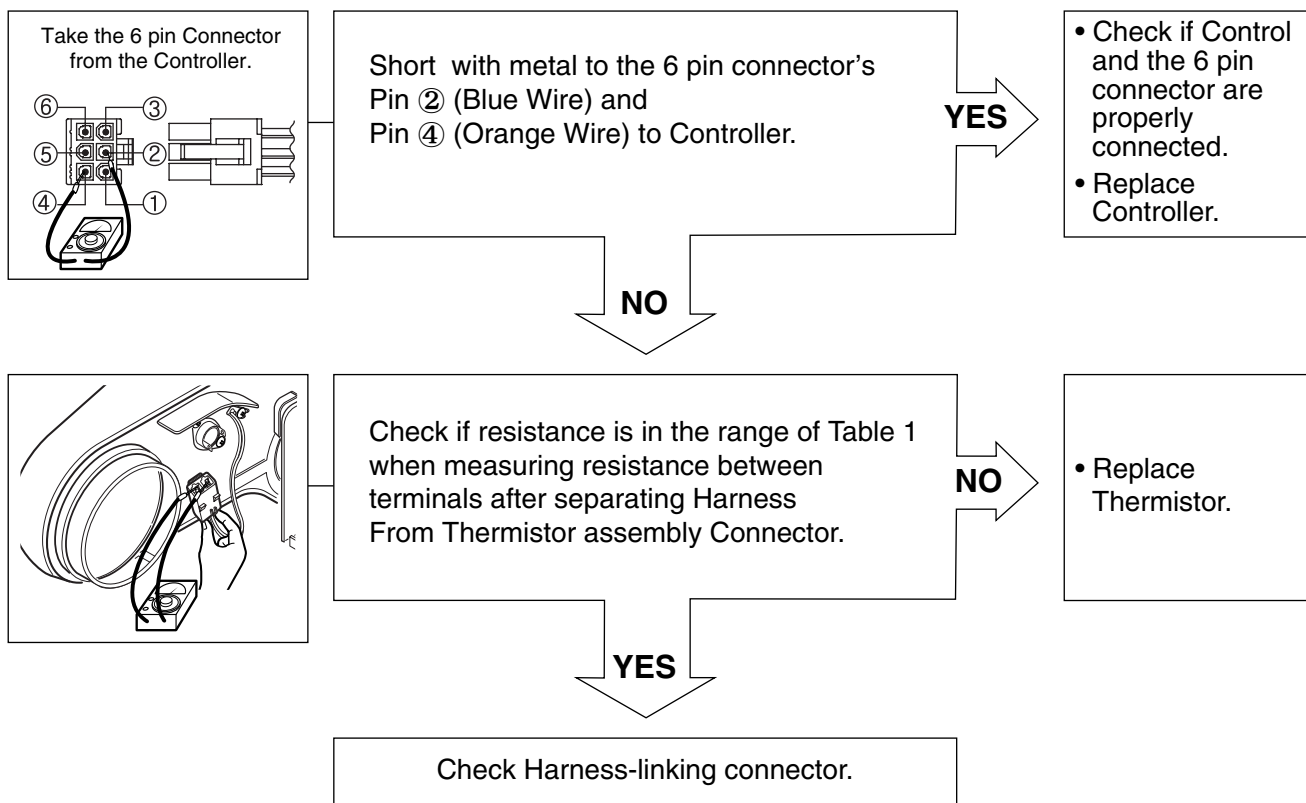 Take the 6 pin Connector
from the Controller.
⑥
③
⑤
②
④
①
Short with metal to the 6 pin connector's
Pin ② (Blue Wire) and
Pin ④ (Orange Wire) to Controller.
YES
• Check if Control
and the 6 pin
connector are
properly
connected.
• Replace
Controller.
NO
Check if resistance is in the range of Table 1
when measuring resistance between
terminals after separating Harness
From Thermistor assembly Connector.
NO
• Replace
Thermistor.
YES
Check Harness-linking connector.